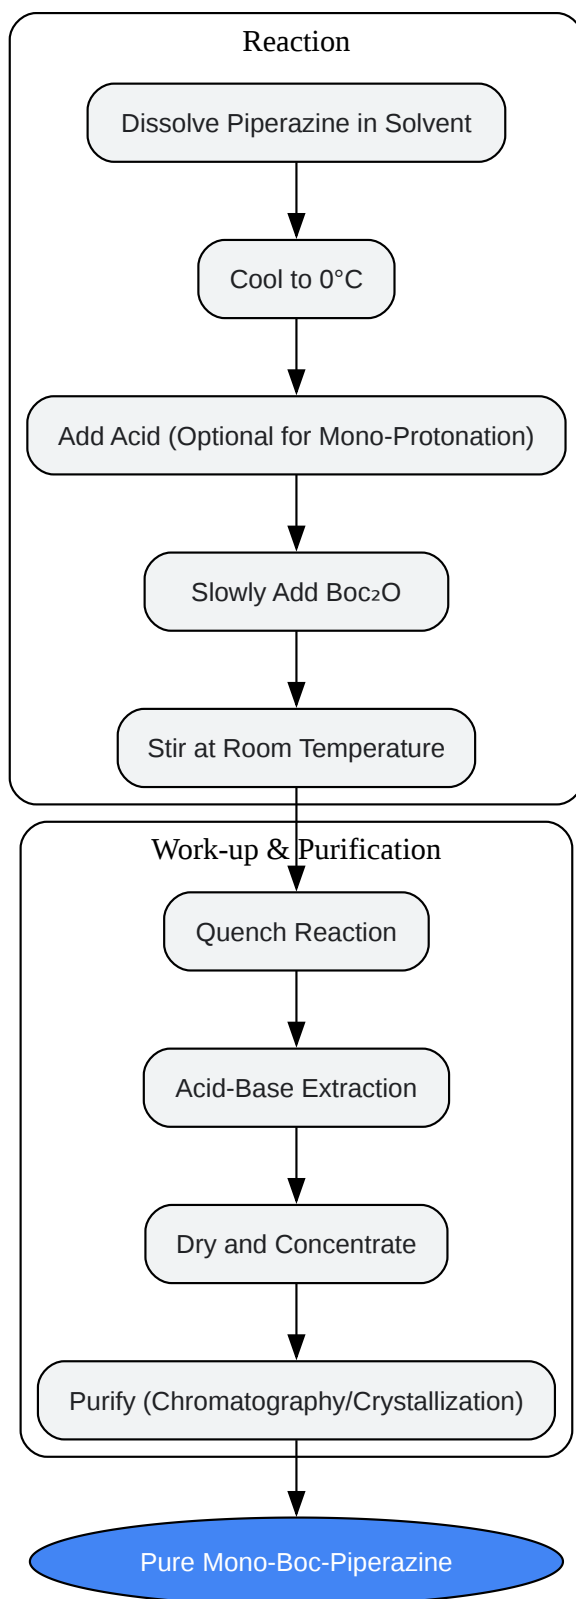 Reaction
Dissolve Piperazine in Solvent
Cool to 0°C
Add Acid (Optional for Mono-Protonation)
Slowly Add Boc₂O
Stir at Room Temperature
Work-up & Purification
Quench Reaction
Acid-Base Extraction
Dry and Concentrate
Purify (Chromatography/Crystallization)
Pure Mono-Boc-Piperazine